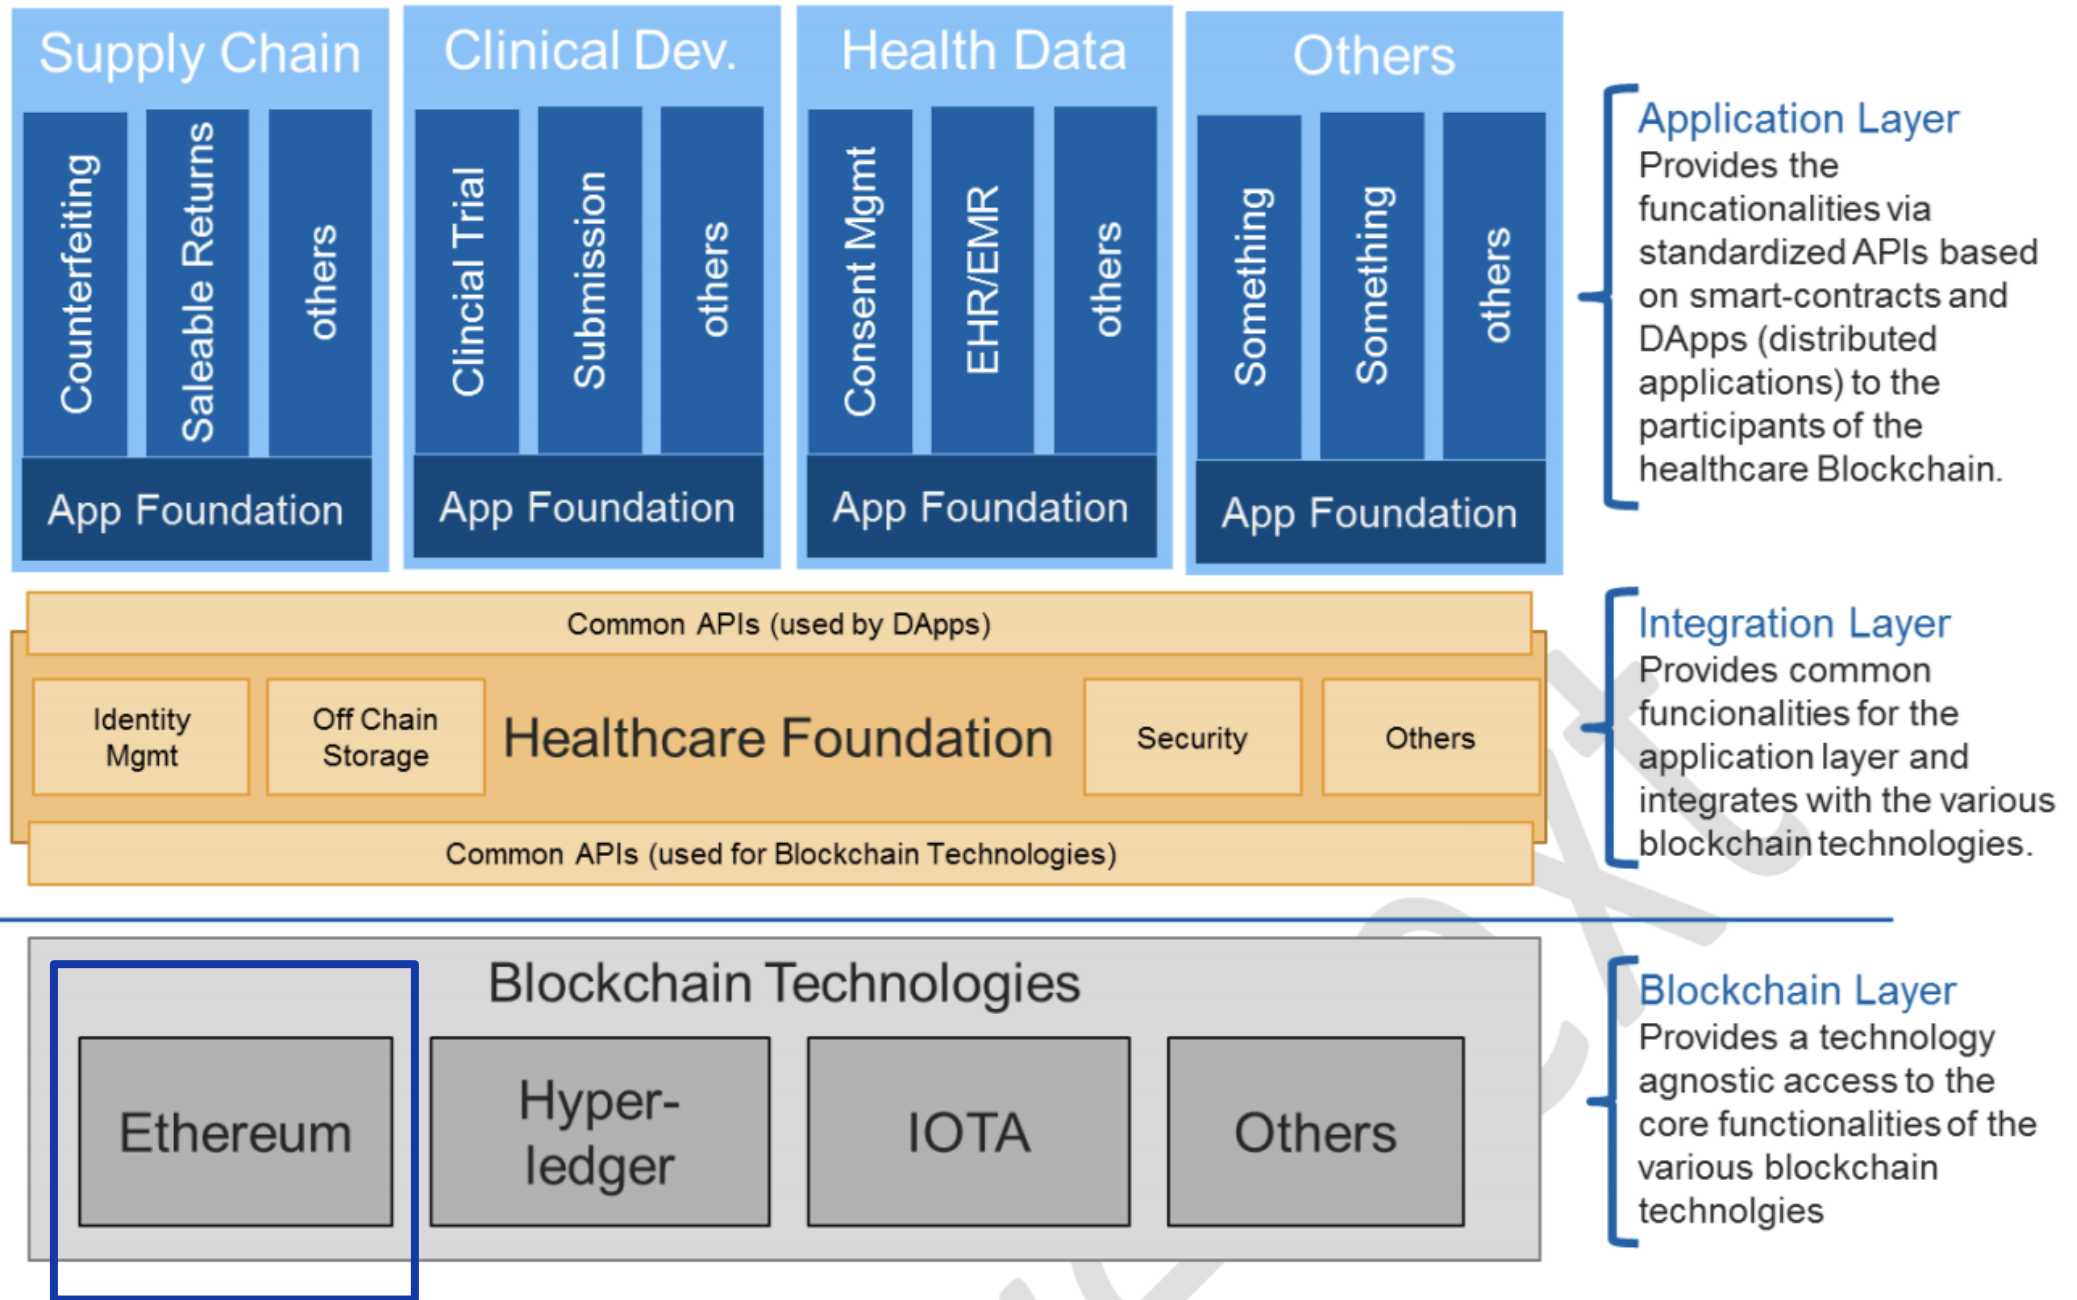 Supply Chain
Counterfeiting
Saleable Returns
others
App Foundation
Clinical Dev.
Clincial Trial
Submission
others
App Foundation
Health Data
Consent Mgmt
EHR/EMR
others
App Foundation
Others
Something
Something
others
App Foundation
Application Layer
Provides the
funcationalities via
standardized APIs based
on smart-contracts and
DApps (distributed
applications) to the
participants of the
healthcare Blockchain.
Common APIs (used by DApps)
Identity
Mgmt
Off Chain
Storage
Healthcare Foundation
Security
Others
Common APIs (used for Blockchain Technologies)
Integration Layer
Provides common
funcionalities for the
application layer and
integrates with the various
blockchain technologies.
Blockchain Technologies
Ethereum
Hyper-
ledger
IOTA
Others
Blockchain Layer
Provides a technology
agnostic access to the
core functionalities of the
various blockchain
technolgies